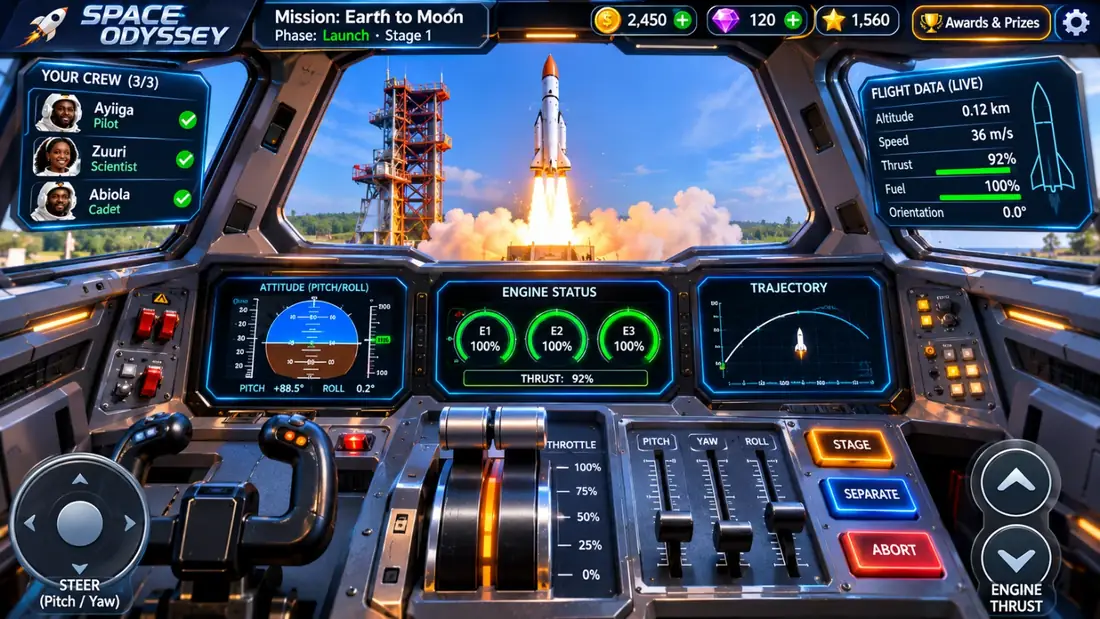 SPACE
ODYSSEY
Mission: Earth to Moon
Phase: Launch • Stage 1
2,450
120
1,560
Awards & Prizes
YOUR CREW (3/3)
Ayiiga
Pilot
Zuuri
Scientist
Abiola
Cadet
FLIGHT DATA (LIVE)
Altitude 0.12 km
Speed 36 m/s
Thrust 92%
Fuel 100%
Orientation 0.0°
ATTITUDE (PITCH/ROLL)
PITCH +88.5° ROLL 0.2°
ENGINE STATUS
E1 E2 E3
100% 100% 100%
THRUST: 92%
TRAJECTORY
THROTTLE
100%
75%
50%
25%
0%
PITCH YAW ROLL
STAGE
SEPARATE
ABORT
STEER
(Pitch / Yaw)
ENGINE
THRUST